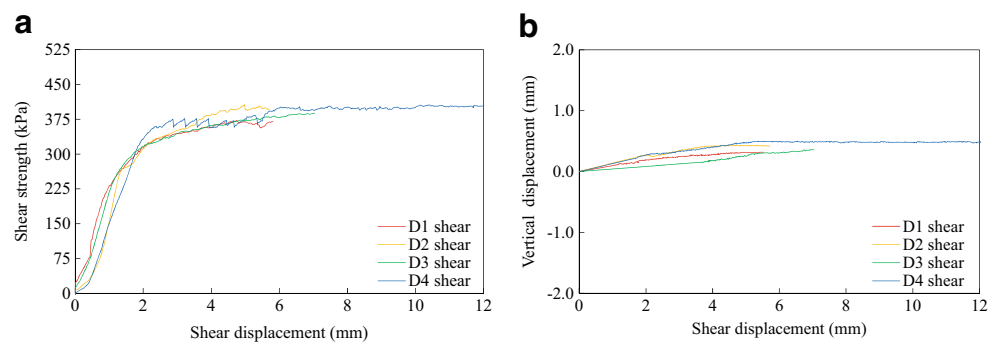 a
525
450
375
300
225
150
75
0
Shear strength (kPa)
D1 shear
D2 shear
D3 shear
D4 shear
0 2 4 6 8 10 12
Shear displacement (mm)
b
2.0
1.0
0.0
-1.0
-2.0
Vertical displacement (mm)
D1 shear
D2 shear
D3 shear
D4 shear
0 2 4 6 8 10 12
Shear displacement (mm)